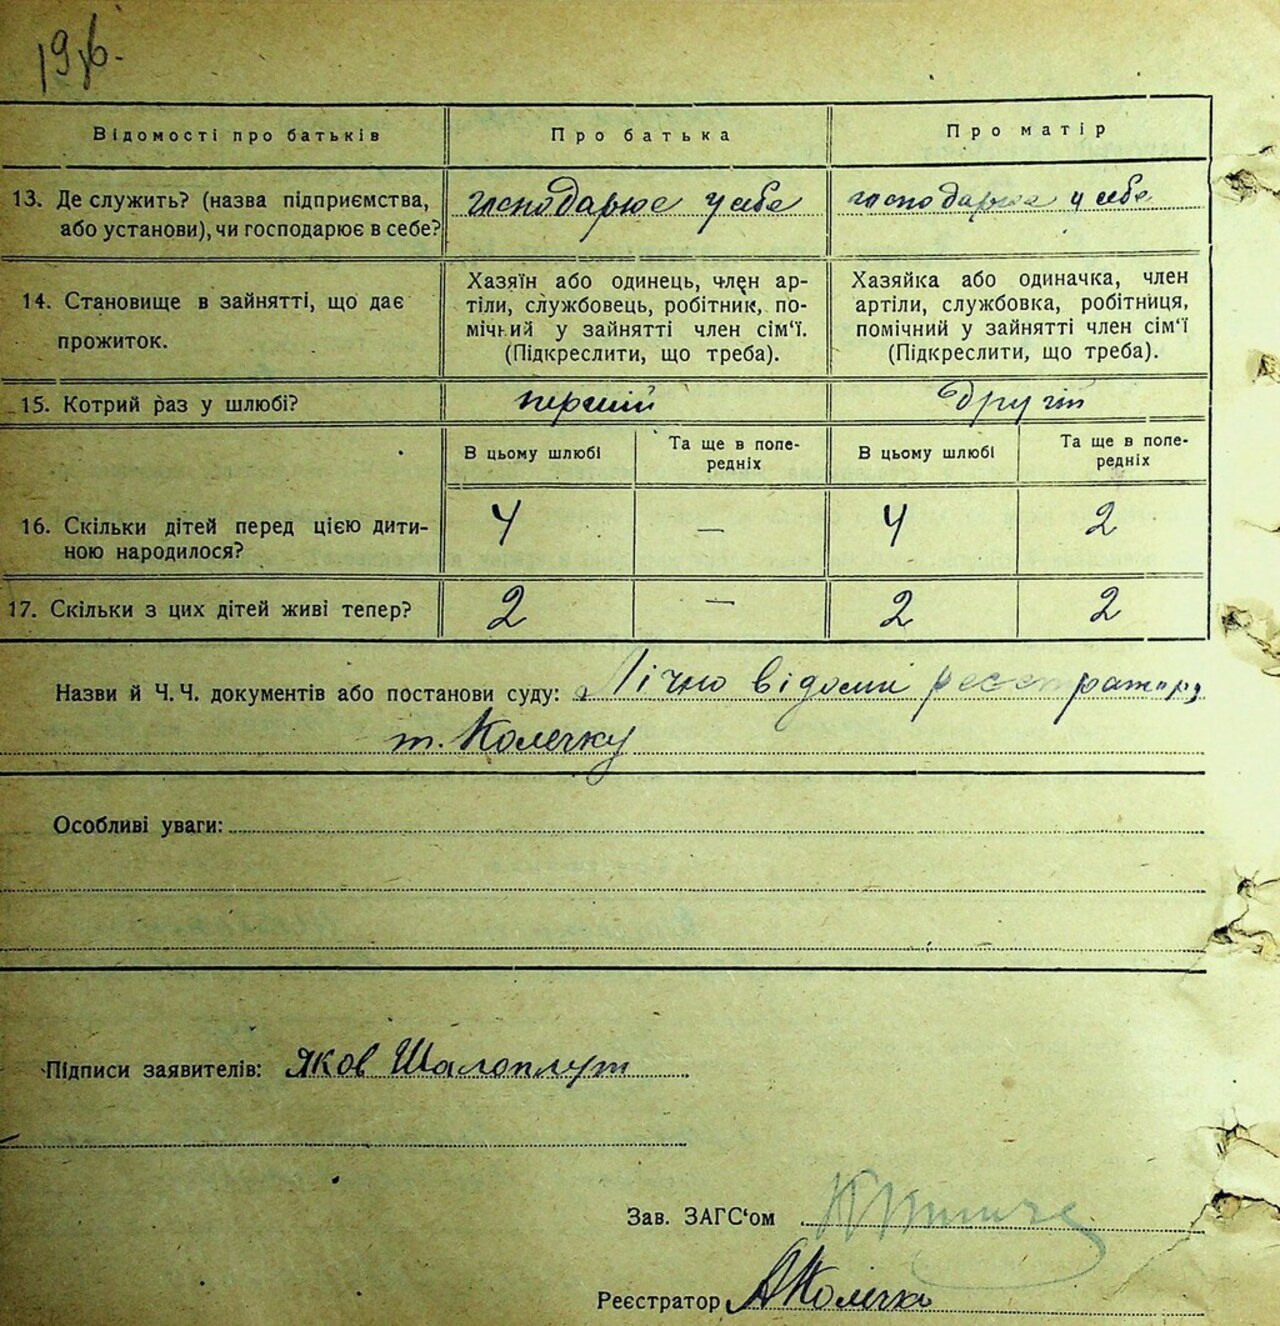 Відомості про батьків
Про батька
Про матір
13. Де служить? (назва підприємства, або установи), чи господарює в себе?
господарює у себе
господарює у себе
14. Становище в зайнятті, що дає прожиток.
Хазяїн або одинець, член ар-
тіли, службовець, робітник, по-
мічний у зайнятті член сім‘ї.
(Підкреслити, що треба).
Хазяйка або одиначка, член
артіли, службовка, робітниця,
помічний у зайнятті член сім‘ї
(Підкреслити, що треба).
15. Котрий раз у шлюбі?
перший
другій
В цьому шлюбі
Та ще в попе-
редніх
В цьому шлюбі
Та ще в попе-
редніх
16. Скільки дітей перед цією дити-
ною народилося?
4
—
4
2
17. Скільки з цих дітей живі тепер?
2
—
2
2
Назви й Ч. Ч. документів або постанови суду: Лічно відомі реєстратору
т. Колечку
Особливі уваги:
Підписи заявителів: Яков Шалоплут
Зав. ЗАГС‘ом
Реєстратор